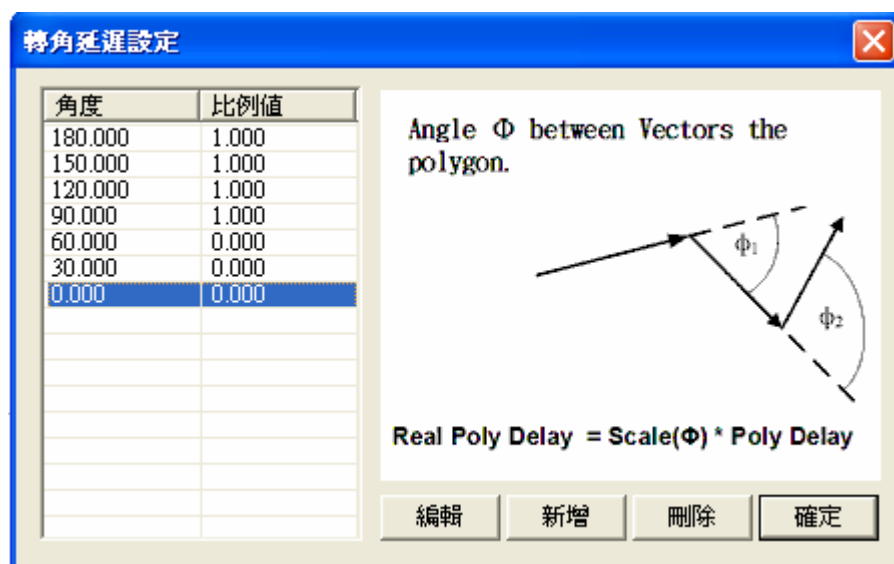 轉角延遲設定
角度 比例值
180.000 1.000
150.000 1.000
120.000 1.000
90.000 1.000
60.000 0.000
30.000 0.000
0.000 0.000
Angle Φ between Vectors the
polygon.
ϕ1
ϕ2
Real Poly Delay = Scale(Φ) * Poly Delay
編輯 新增 刪除 確定